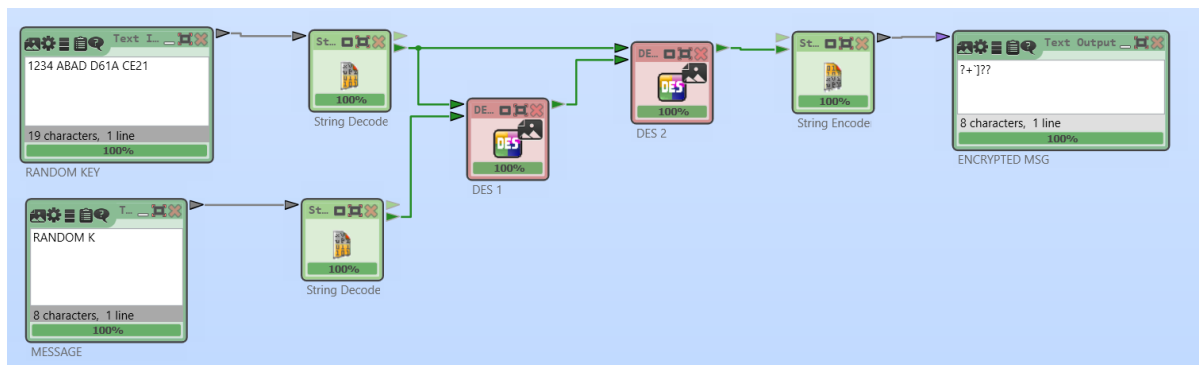 Text I...
1234 ABAD D61A CE21
19 characters, 1 line
100%
RANDOM KEY
St...
100%
String Decode
DE...
DES
100%
DES 1
DE...
DES
100%
DES 2
St...
100%
String Encode
Text Output
?+`]??
8 characters, 1 line
100%
ENCRYPTED MSG
T...
RANDOM K
8 characters, 1 line
100%
MESSAGE
St...
100%
String Decode